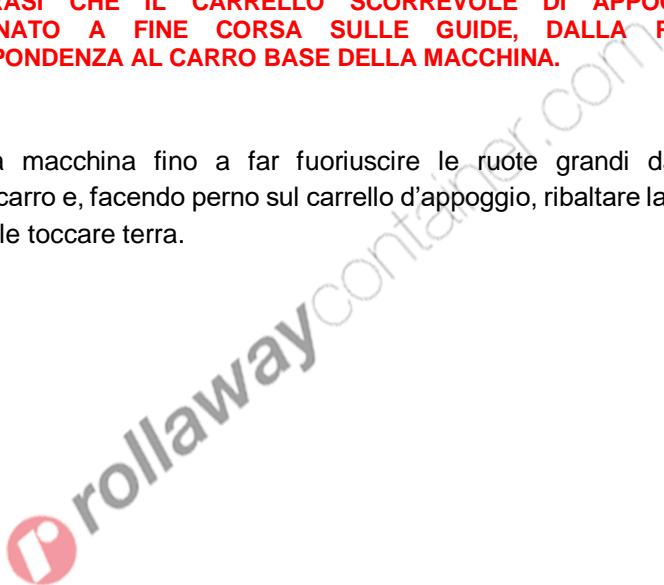 RASI CHE IL CARRELLO SCORREVOLE DI APPO
NATO A FINE CORSA SULLE GUIDE, DALLA
PONDENZA AL CARRO BASE DELLA MACCHINA.
macchina fino a far fuoriuscire le ruote grandi
carro e, facendo perno sul carrello d'appoggio, ribaltare la
le toccare terra.
rollawaycontainer.com